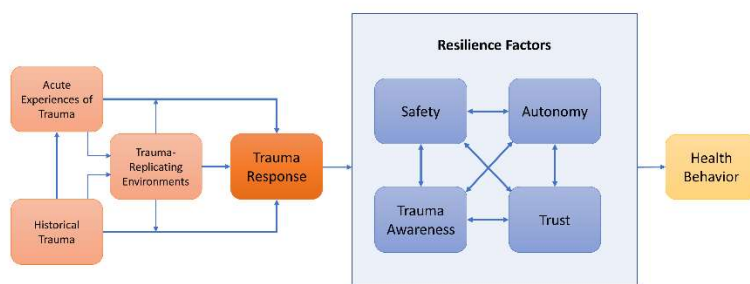 Resilience Factors
Acute
Experiences of
Trauma
Safety
Autonomy
Trauma-
Replicating
Environments
Trauma
Response
Health
Behavior
Historical
Trauma
Trauma
Awareness
Trust